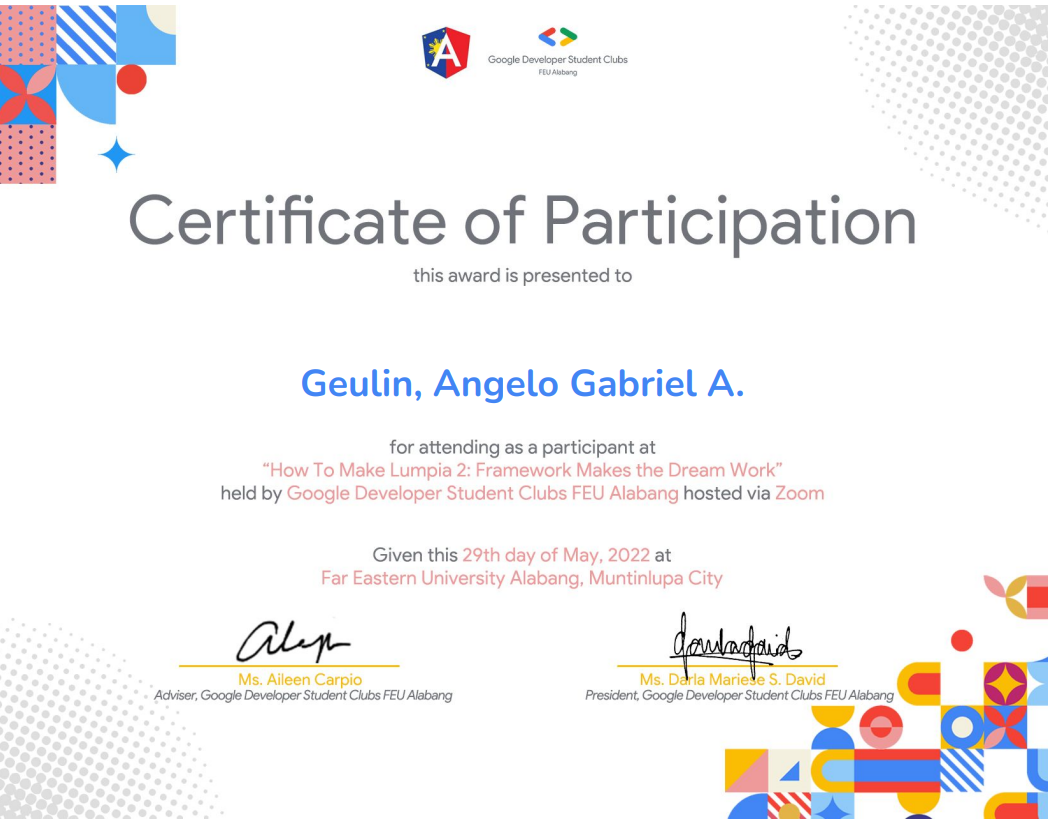 A
Google Developer Student Clubs
FEU Alabang
Certificate of Participation
this award is presented to
Geulin, Angelo Gabriel A.
for attending as a participant at
“How To Make Lumpia 2: Framework Makes the Dream Work”
held by Google Developer Student Clubs FEU Alabang hosted via Zoom
Given this 29th day of May, 2022 at
Far Eastern University Alabang, Muntinlupa City
Ms. Aileen Carpio
Adviser, Google Developer Student Clubs FEU Alabang
Ms. Darla Mariese S. David
President, Google Developer Student Clubs FEU Alabang